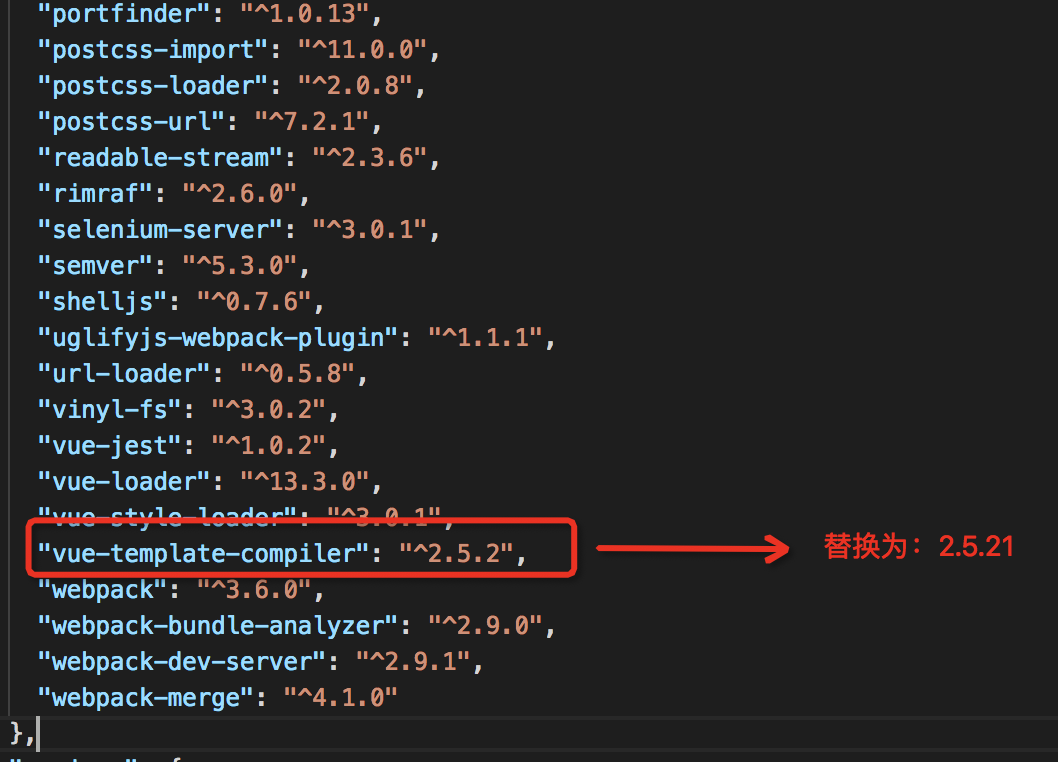 "portfinder": "^1.0.13",
"postcss-import": "^11.0.0",
"postcss-loader": "^2.0.8",
"postcss-url": "^7.2.1",
"readable-stream": "^2.3.6",
"rimraf": "^2.6.0",
"selenium-server": "^3.0.1",
"semver": "^5.3.0",
"shelljs": "^0.7.6",
"uglifyjs-webpack-plugin": "^1.1.1",
"url-loader": "^0.5.8",
"vinyl-fs": "^3.0.2",
"vue-jest": "^1.0.2",
"vue-loader": "^13.3.0",
"vue-style-loader": "^3.0.1",
"vue-template-compiler": "^2.5.2",
替换为：2.5.21
"webpack": "^3.6.0",
"webpack-bundle-analyzer": "^2.9.0",
"webpack-dev-server": "^2.9.1",
"webpack-merge": "^4.1.0"
},